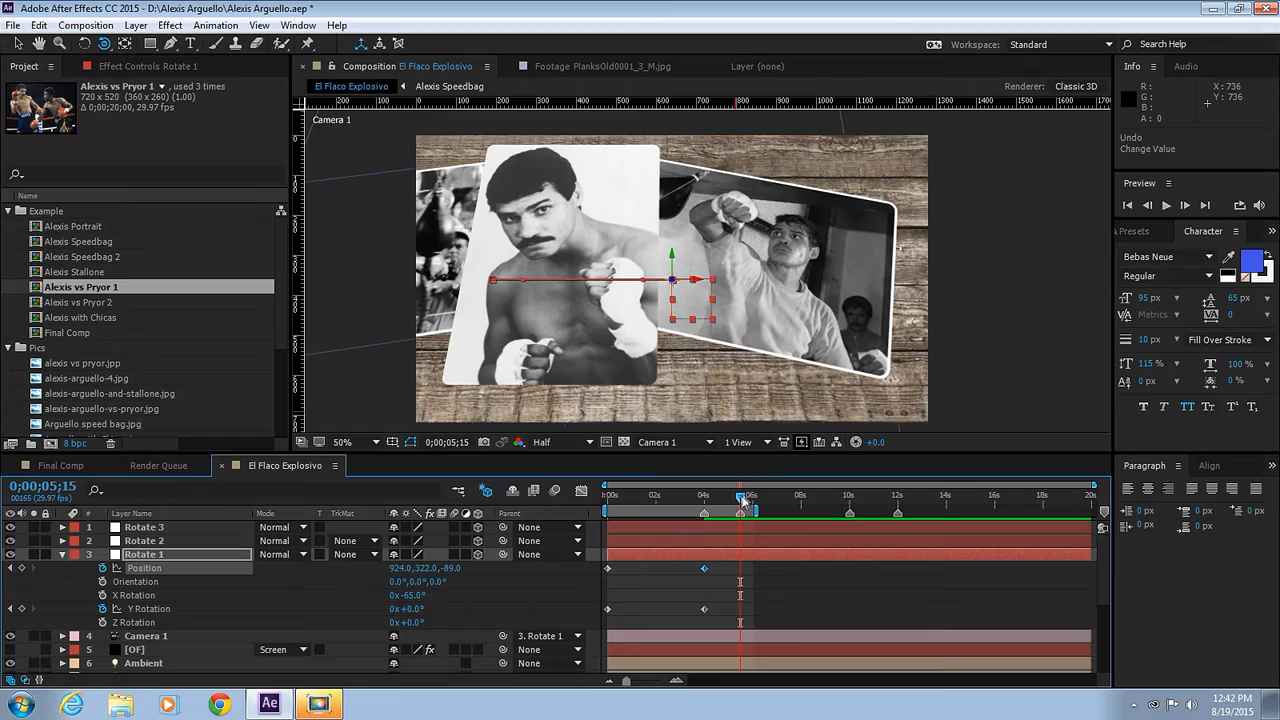 Adobe After Effects CC 2015 - D:\Alexis Arguello\Alexis Arguello.aep *
File Edit Composition Layer Effect Animation View Window Help
Workspace: Standard Search Help
Project Effect Controls Rotate 1 Composition El Flaco Explosivo Footage PlanksOld0001_3_M.jpg Layer (none) Info Audio
Alexis vs Pryor 1 , used 3 times
720 x 520 (360 x 260) (1.00)
Δ 0;00;20;00, 29.97 fps
El Flaco Explosivo Alexis Speedbag Renderer: Classic 3D
R :
G :
B :
A : 0
X : 736
Y : 736
Camera 1
Undo
Change Value
Name
Example
Alexis Portrait
Alexis Speedbag
Alexis Speedbag 2
Alexis Stallone
Alexis vs Pryor 1
Alexis vs Pryor 2
Alexis with Chicas
Final Comp
Pics
alexis vs pryor.jpp
alexis-arguello-4.jpg
alexis-arguello-and-stallone.jpg
alexis-arguello-vs-pryor.jpg
Arguello speed bag.jpg
8 bpc
Preview
Presets Character
Bebas Neue
Regular
95 px 65 px
Metrics 0
10 px Fill Over Stroke
115 % 100 %
0 px 0 %
50% 0;00;05;15 Half Camera 1 1 View +0.0
Final Comp Render Queue El Flaco Explosivo
0;00;05;15
00165 (29.97 fps)
Layer Name Mode T TrkMat Parent
1 Rotate 3 Normal None
2 Rotate 2 Normal None None
3 Rotate 1 Normal None None
Position 924.0,322.0,-89.0
Orientation 0.0°,0.0°,0.0°
X Rotation 0x-65.0°
Y Rotation 0x+0.0°
Z Rotation 0x+0.0°
4 Camera 1 3. Rotate 1
5 [OF] Screen None
6 Ambient None
02s 04s 06s 08s 10s 12s 14s 16s 18s 20s
Paragraph Align
0 px 0 px 0 px
0 px 0 px
12:42 PM
8/19/2015